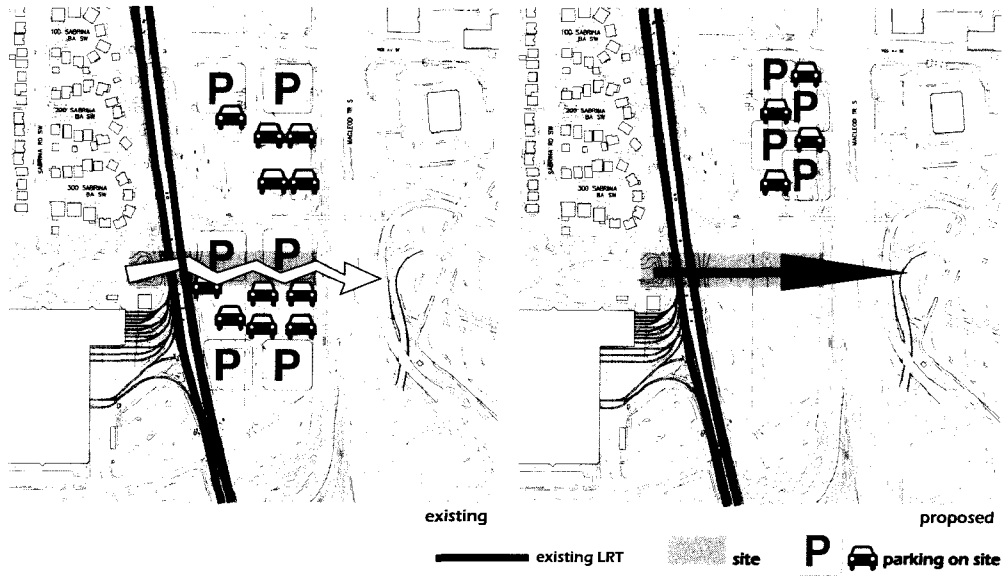 100 SABRINA
BA SW
200 SABRINA
BA SW
SABRINA RD SW
300 SABRINA
BA SW
MACLEOD TR S
P P
P P
P P
existing
100 SABRINA
BA SW
200 SABRINA
BA SW
SABRINA RD SW
300 SABRINA
BA SW
MACLEOD TR S
P
P
P
P
proposed
existing LRT
site
P parking on site